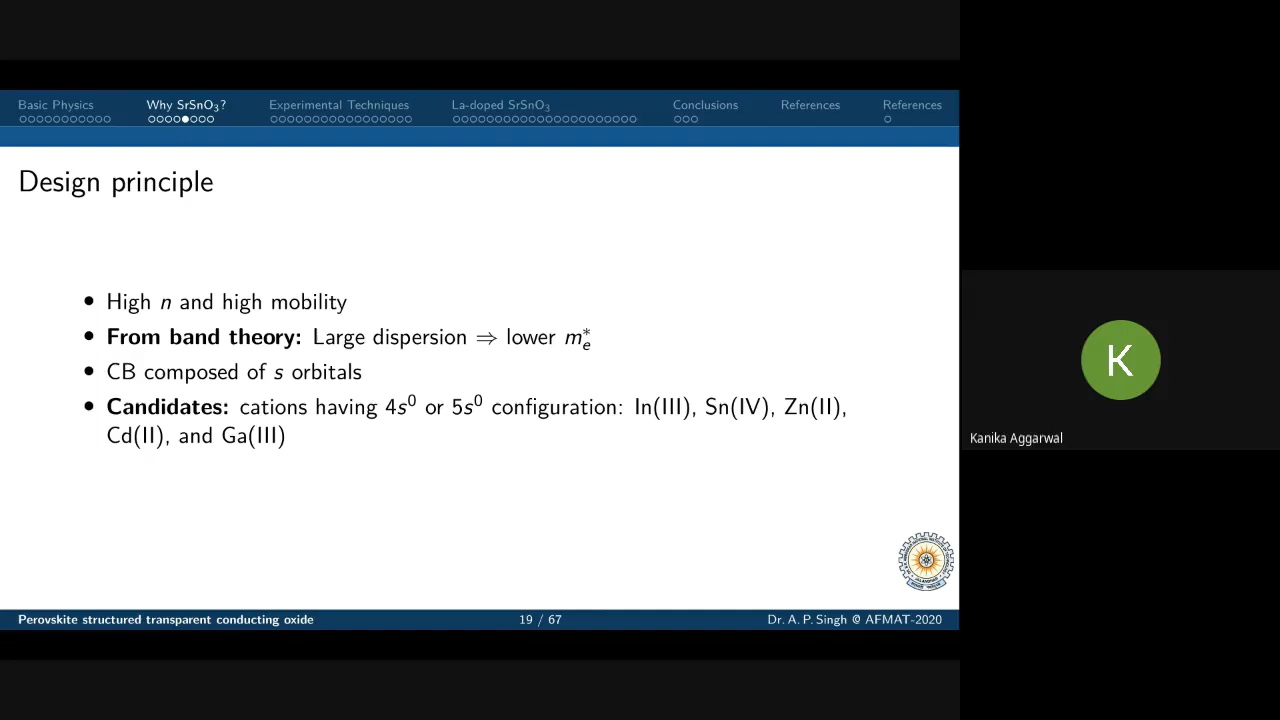 Basic Physics Why SrSnO₃? Experimental Techniques La-doped SrSnO₃ Conclusions References References
Design principle
• High n and high mobility
• From band theory: Large dispersion ⇒ lower mₑ*
• CB composed of s orbitals
• Candidates: cations having 4s⁰ or 5s⁰ configuration: In(III), Sn(IV), Zn(II),
Cd(II), and Ga(III)
K
Kanika Aggarwal
Perovskite structured transparent conducting oxide 19 / 67 Dr. A. P. Singh @ AFMAT-2020